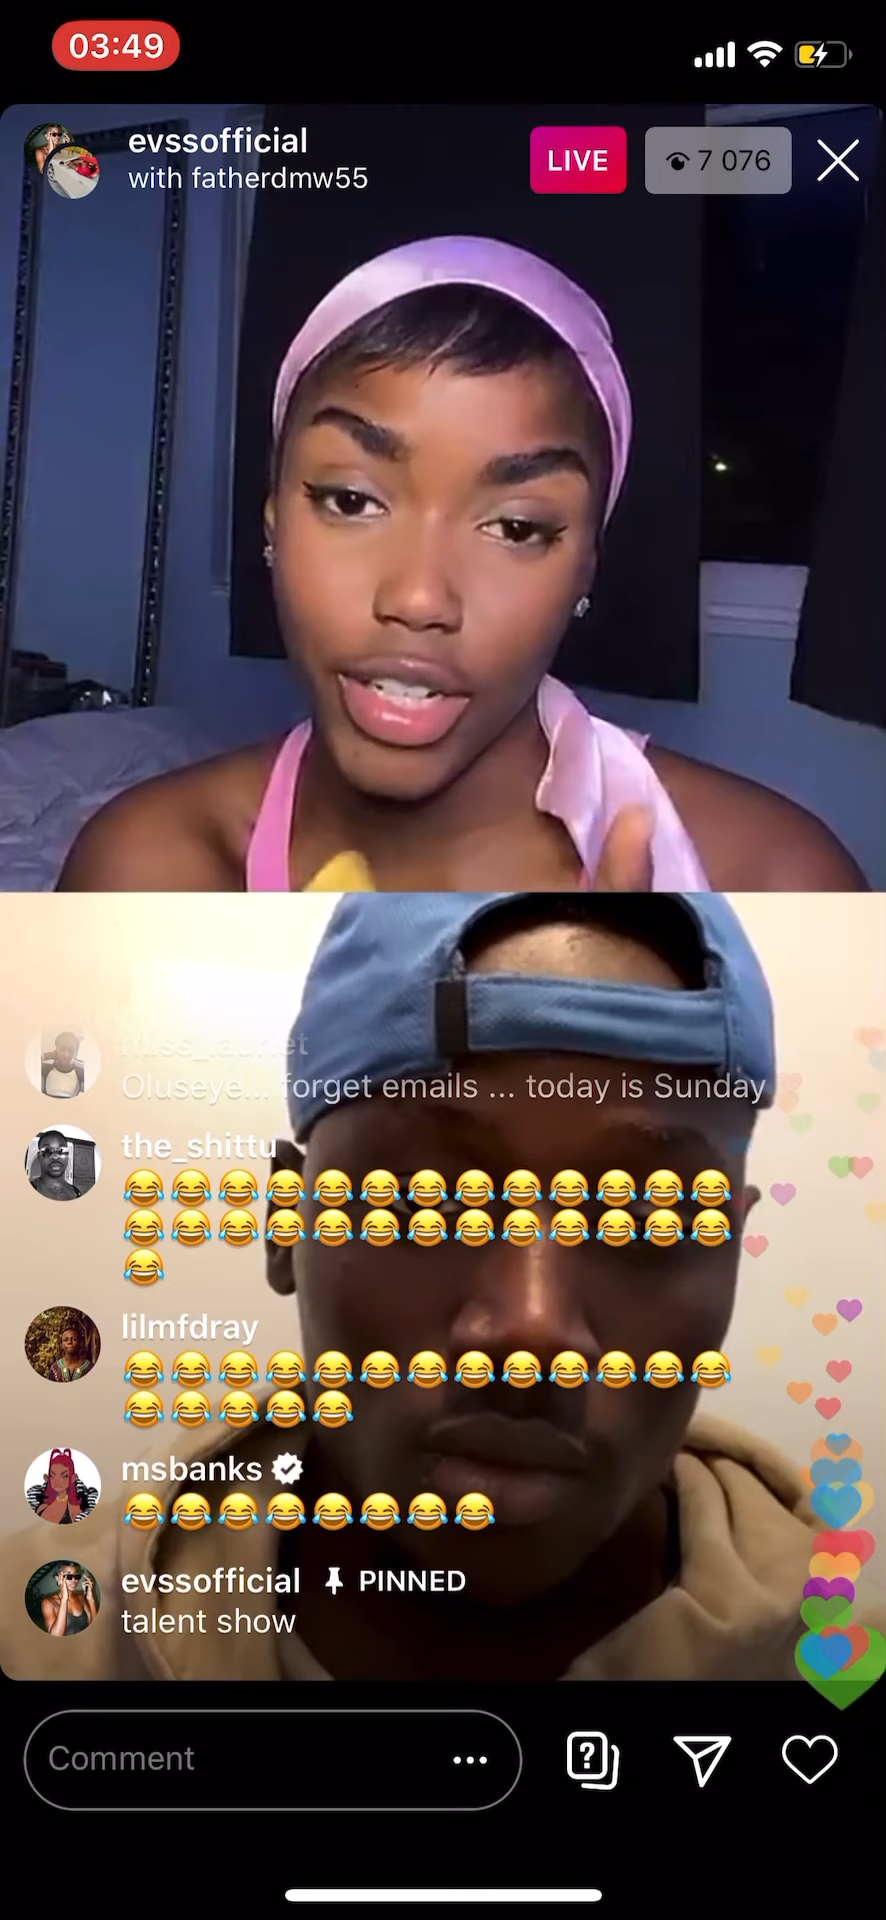 03:49
evssofficial
with fatherdmw55
LIVE
7 076
Oluseye... forget emails ... today is Sunday
the_shittu
😂😂😂😂😂😂😂😂😂😂😂😂😂
😂😂😂😂😂😂😂😂😂😂😂😂😂
😂
lilmfdray
😂😂😂😂😂😂😂😂😂😂😂😂😂
😂😂😂😂😂
msbanks
😂😂😂😂😂😂😂😂
evssofficial PINNED
talent show
Comment